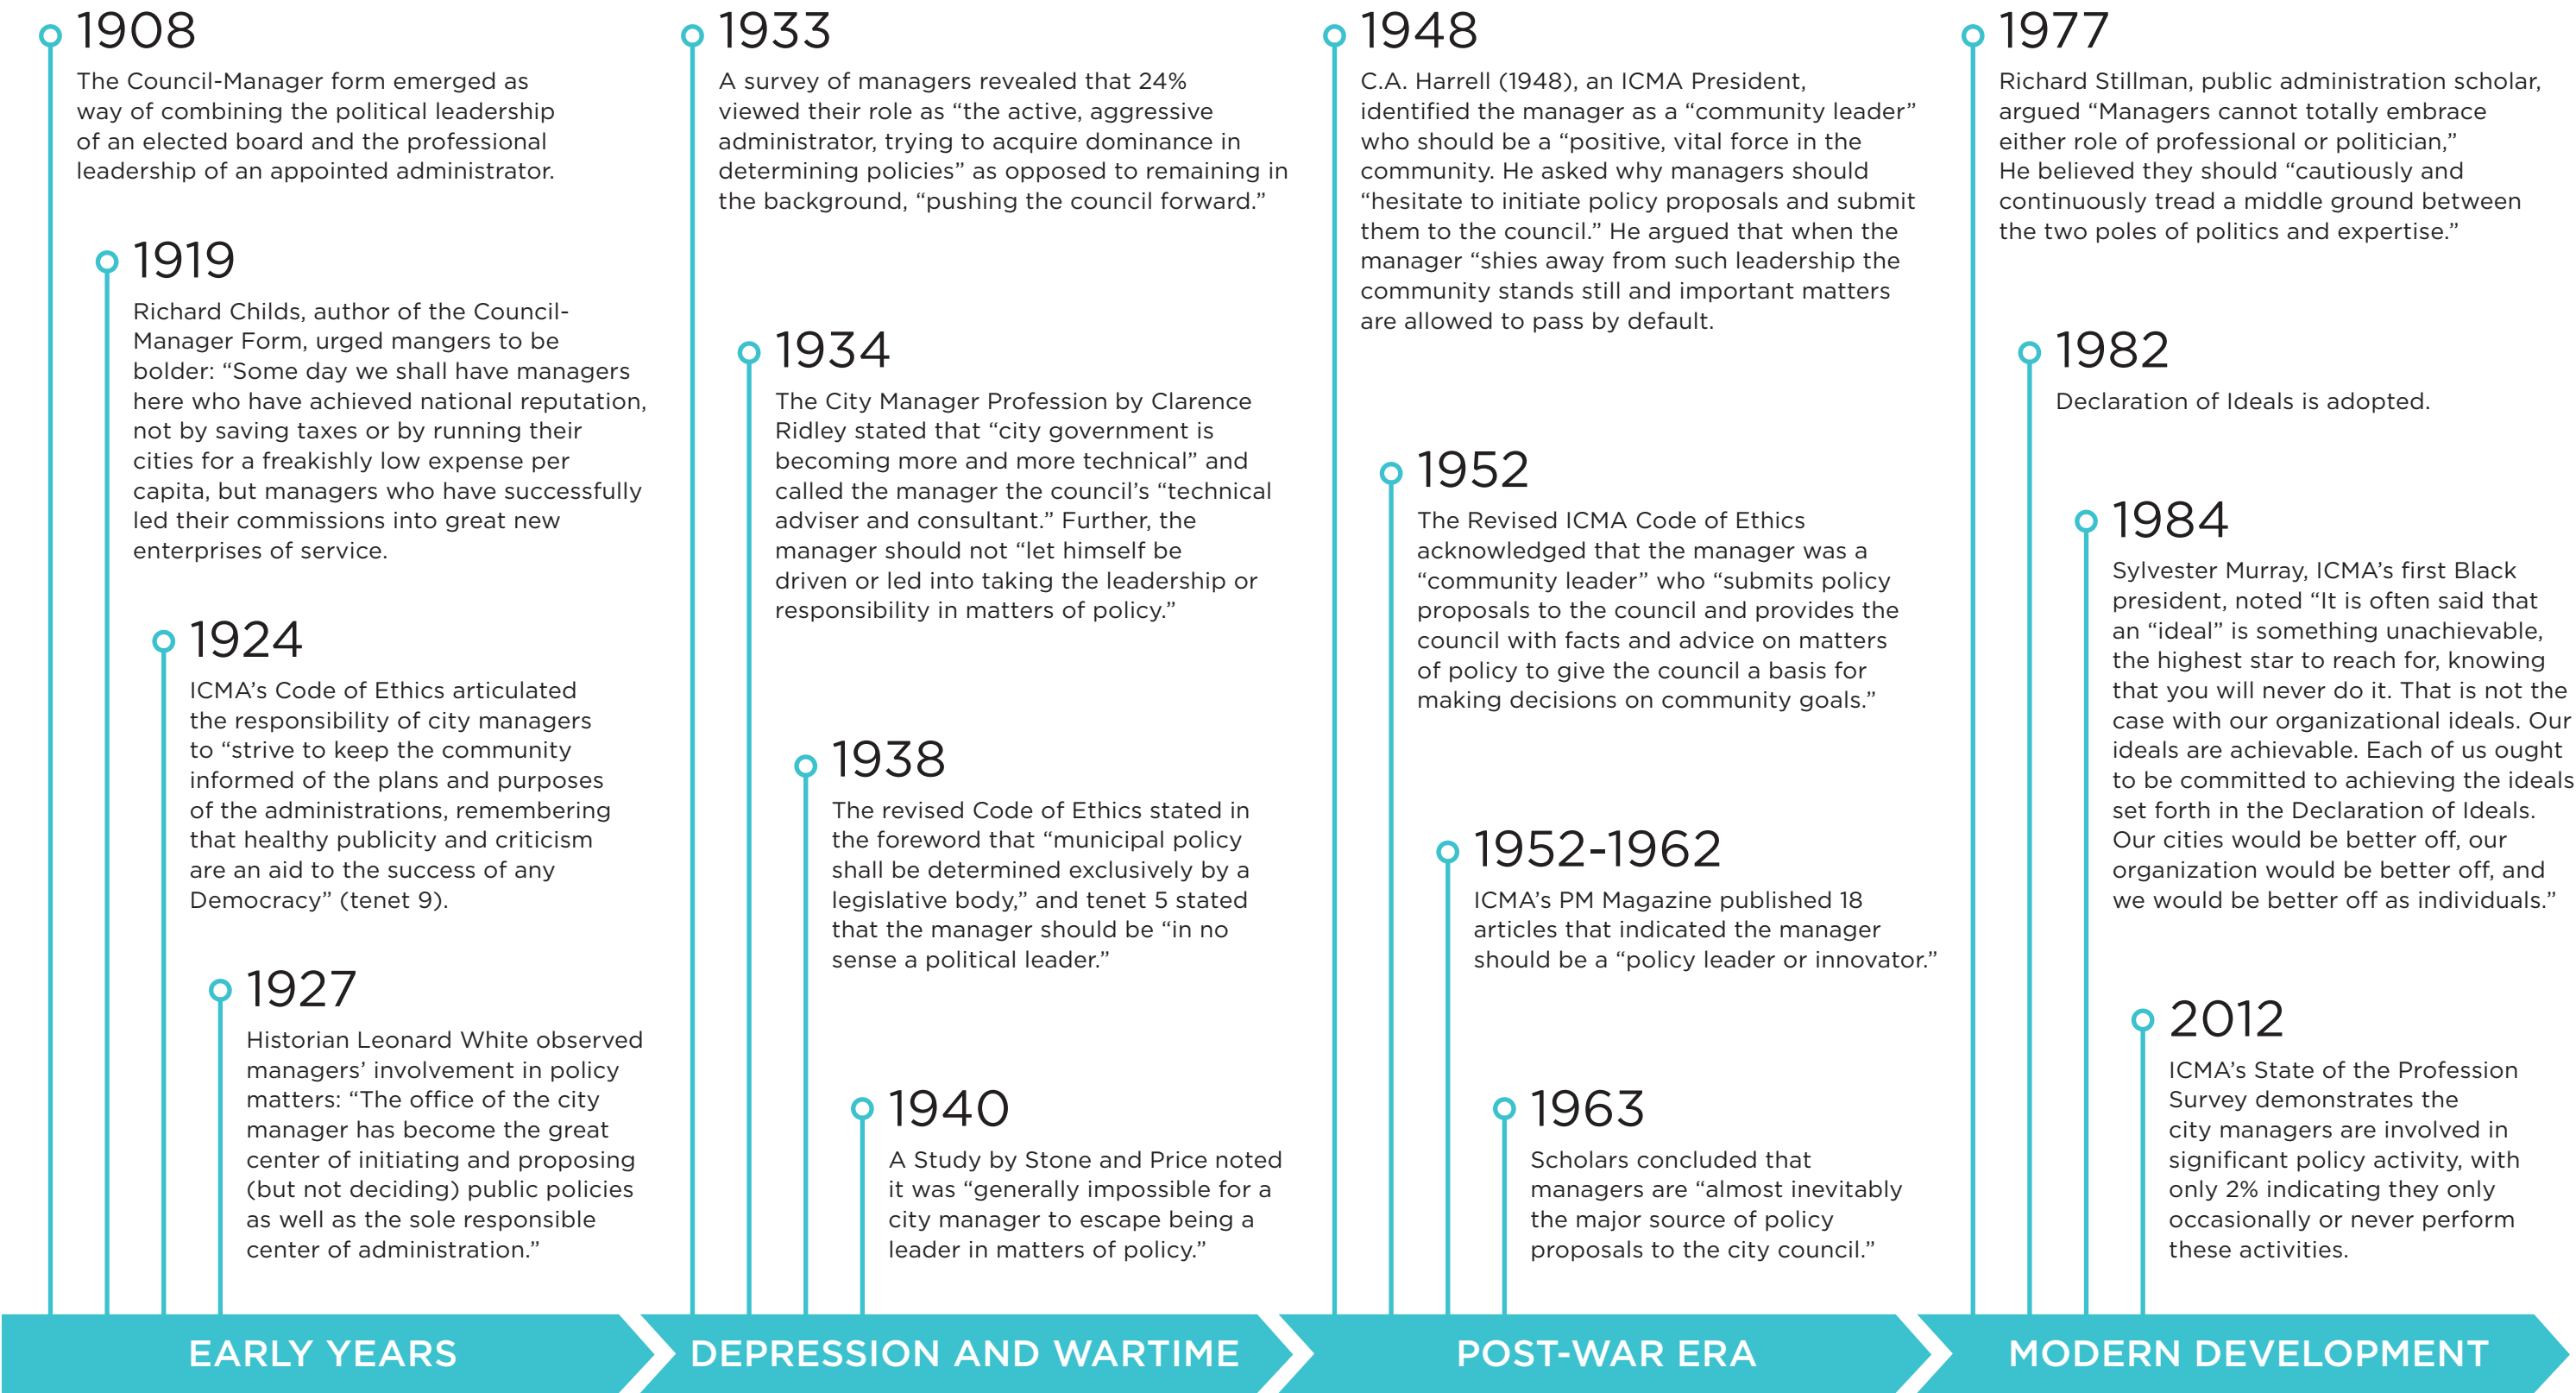 1908
The Council-Manager form emerged as
way of combining the political leadership
of an elected board and the professional
leadership of an appointed administrator.
1919
Richard Childs, author of the Council-
Manager Form, urged mangers to be
bolder: “Some day we shall have managers
here who have achieved national reputation,
not by saving taxes or by running their
cities for a freakishly low expense per
capita, but managers who have successfully
led their commissions into great new
enterprises of service.
1924
ICMA’s Code of Ethics articulated
the responsibility of city managers
to “strive to keep the community
informed of the plans and purposes
of the administrations, remembering
that healthy publicity and criticism
are an aid to the success of any
Democracy” (tenet 9).
1927
Historian Leonard White observed
managers’ involvement in policy
matters: “The office of the city
manager has become the great
center of initiating and proposing
(but not deciding) public policies
as well as the sole responsible
center of administration.”
EARLY YEARS
1933
A survey of managers revealed that 24%
viewed their role as “the active, aggressive
administrator, trying to acquire dominance in
determining policies” as opposed to remaining in
the background, “pushing the council forward.”
1934
The City Manager Profession by Clarence
Ridley stated that “city government is
becoming more and more technical” and
called the manager the council’s “technical
adviser and consultant.” Further, the
manager should not “let himself be
driven or led into taking the leadership or
responsibility in matters of policy.”
1938
The revised Code of Ethics stated in
the foreword that “municipal policy
shall be determined exclusively by a
legislative body,” and tenet 5 stated
that the manager should be “in no
sense a political leader.”
1940
A Study by Stone and Price noted
it was “generally impossible for a
city manager to escape being a
leader in matters of policy.”
DEPRESSION AND WARTIME
1948
C.A. Harrell (1948), an ICMA President,
identified the manager as a “community leader”
who should be a “positive, vital force in the
community. He asked why managers should
“hesitate to initiate policy proposals and submit
them to the council.” He argued that when the
manager “shies away from such leadership the
community stands still and important matters
are allowed to pass by default.
1952
The Revised ICMA Code of Ethics
acknowledged that the manager was a
“community leader” who “submits policy
proposals to the council and provides the
council with facts and advice on matters
of policy to give the council a basis for
making decisions on community goals.”
1952-1962
ICMA’s PM Magazine published 18
articles that indicated the manager
should be a “policy leader or innovator.”
1963
Scholars concluded that
managers are “almost inevitably
the major source of policy
proposals to the city council.”
POST-WAR ERA
1977
Richard Stillman, public administration scholar,
argued “Managers cannot totally embrace
either role of professional or politician,”
He believed they should “cautiously and
continuously tread a middle ground between
the two poles of politics and expertise.”
1982
Declaration of Ideals is adopted.
1984
Sylvester Murray, ICMA’s first Black
president, noted “It is often said that
an “ideal” is something unachievable,
the highest star to reach for, knowing
that you will never do it. That is not the
case with our organizational ideals. Our
ideals are achievable. Each of us ought
to be committed to achieving the ideals
set forth in the Declaration of Ideals.
Our cities would be better off, our
organization would be better off, and
we would be better off as individuals.”
2012
ICMA’s State of the Profession
Survey demonstrates the
city managers are involved in
significant policy activity, with
only 2% indicating they only
occasionally or never perform
these activities.
MODERN DEVELOPMENT